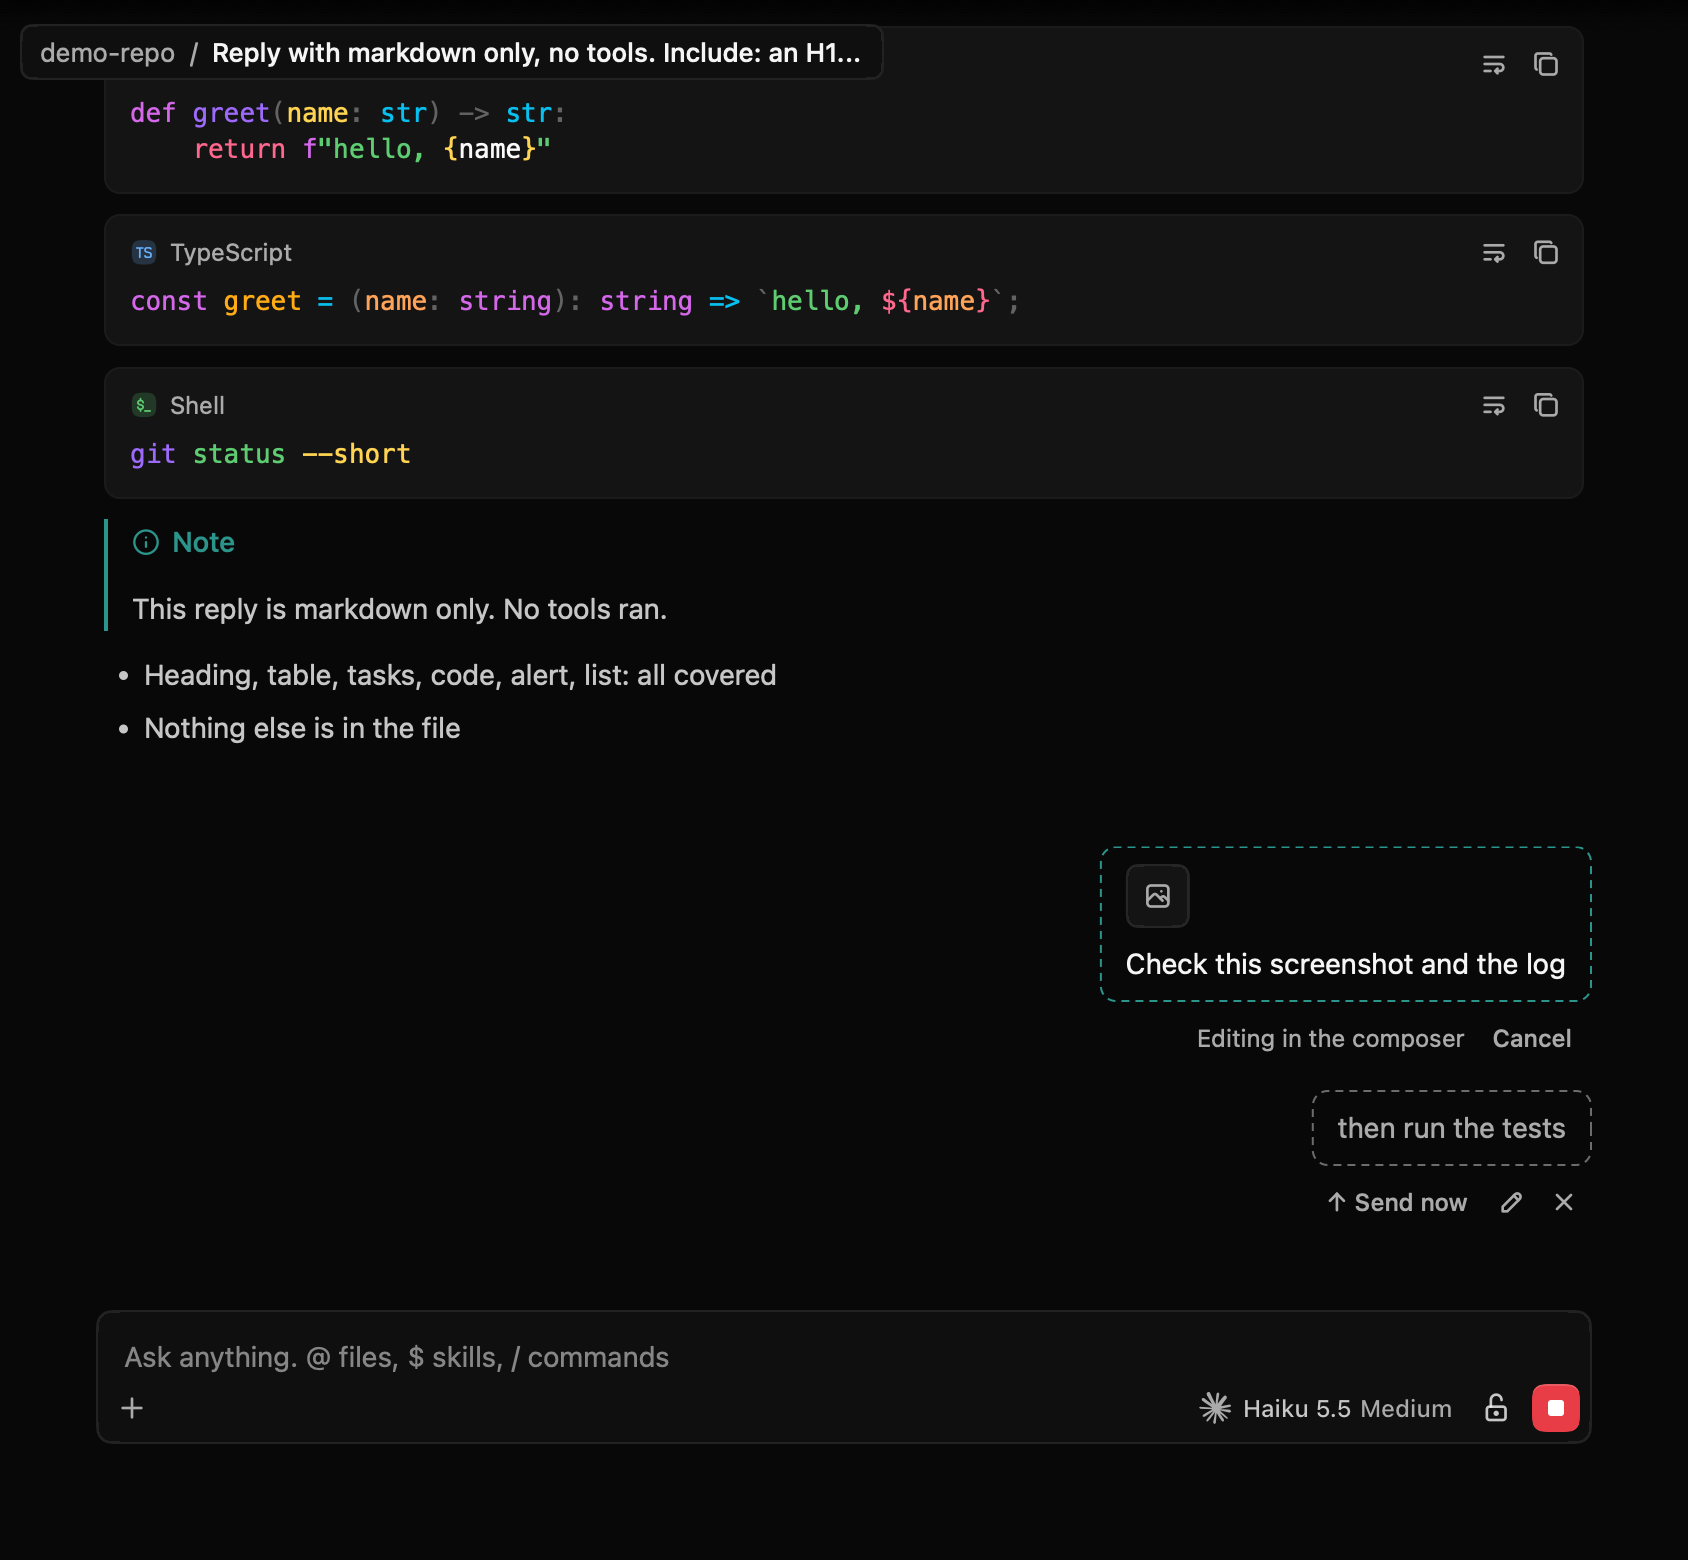 demo-repo / Reply with markdown only, no tools. Include: an H1...
def greet(name: str) -> str:
    return f"hello, {name}"
TS TypeScript
const greet = (name: string): string => `hello, ${name}`;
$_ Shell
git status --short
Note
This reply is markdown only. No tools ran.
• Heading, table, tasks, code, alert, list: all covered
• Nothing else is in the file
Check this screenshot and the log
Editing in the composer Cancel
then run the tests
↑ Send now
Ask anything. @ files, $ skills, / commands
Haiku 5.5 Medium